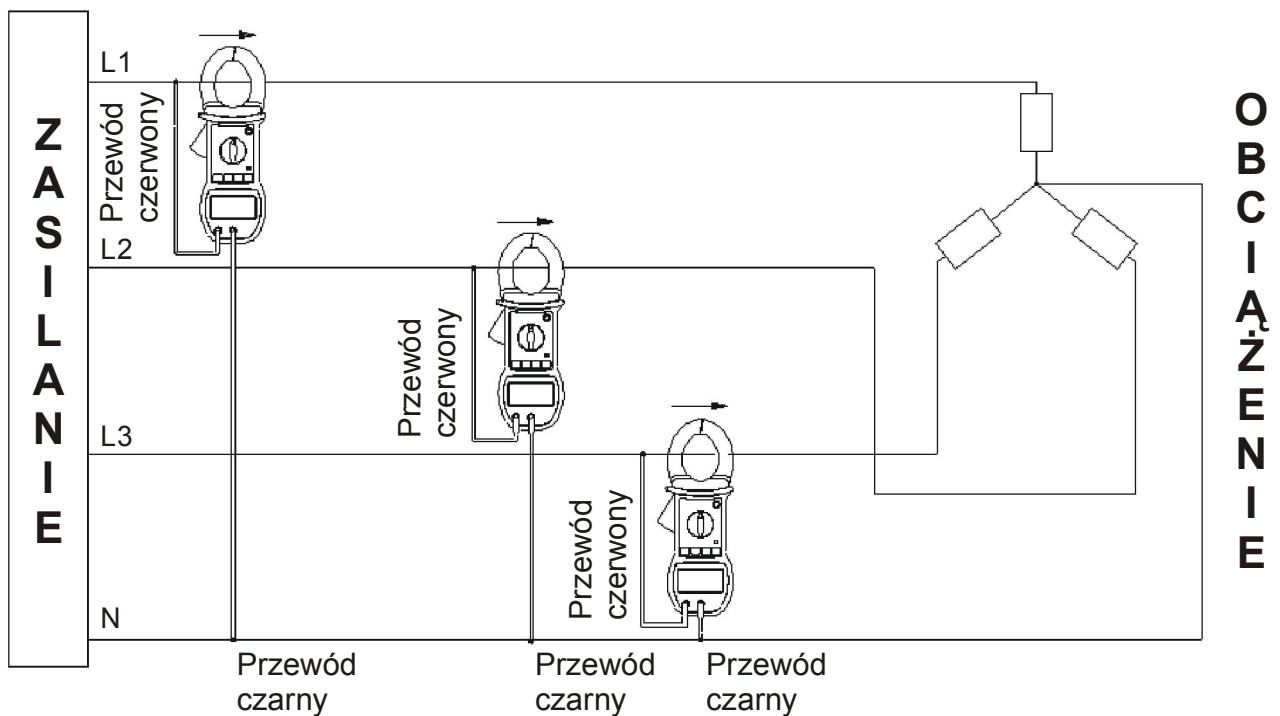 ZASILANIE
L1
Przewód
czerwony
L2
Przewód
czerwony
L3
Przewód
czerwony
N
Przewód
czarny
Przewód
czarny
Przewód
czarny
OBCIĄŻENIE